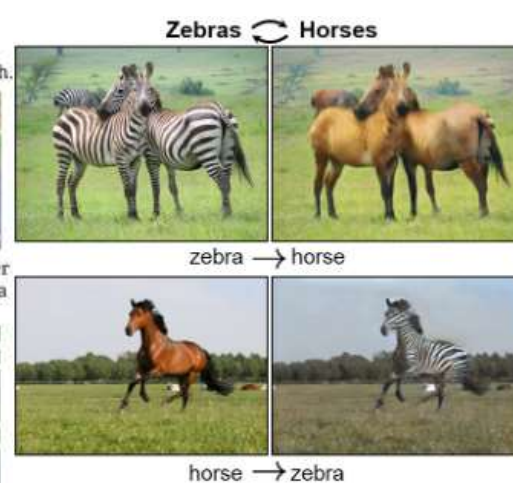 Zebras Horses
h.
zebra → horse
r
a
horse → zebra